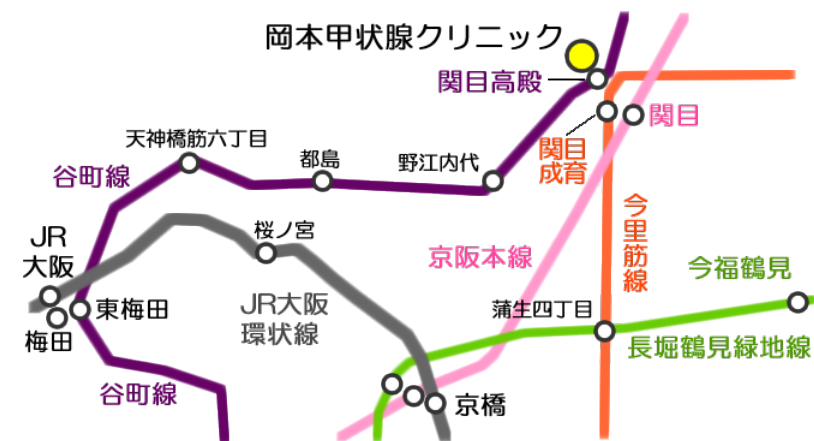 岡本甲状腺クリニック
関目高殿
関目
天神橋筋六丁目
都島
野江内代
関目
成育
谷町線
今里筋線
桜ノ宮
JR
大阪
京阪本線
今福鶴見
東梅田
JR大阪
環状線
蒲生四丁目
梅田
長堀鶴見緑地線
谷町線
京橋